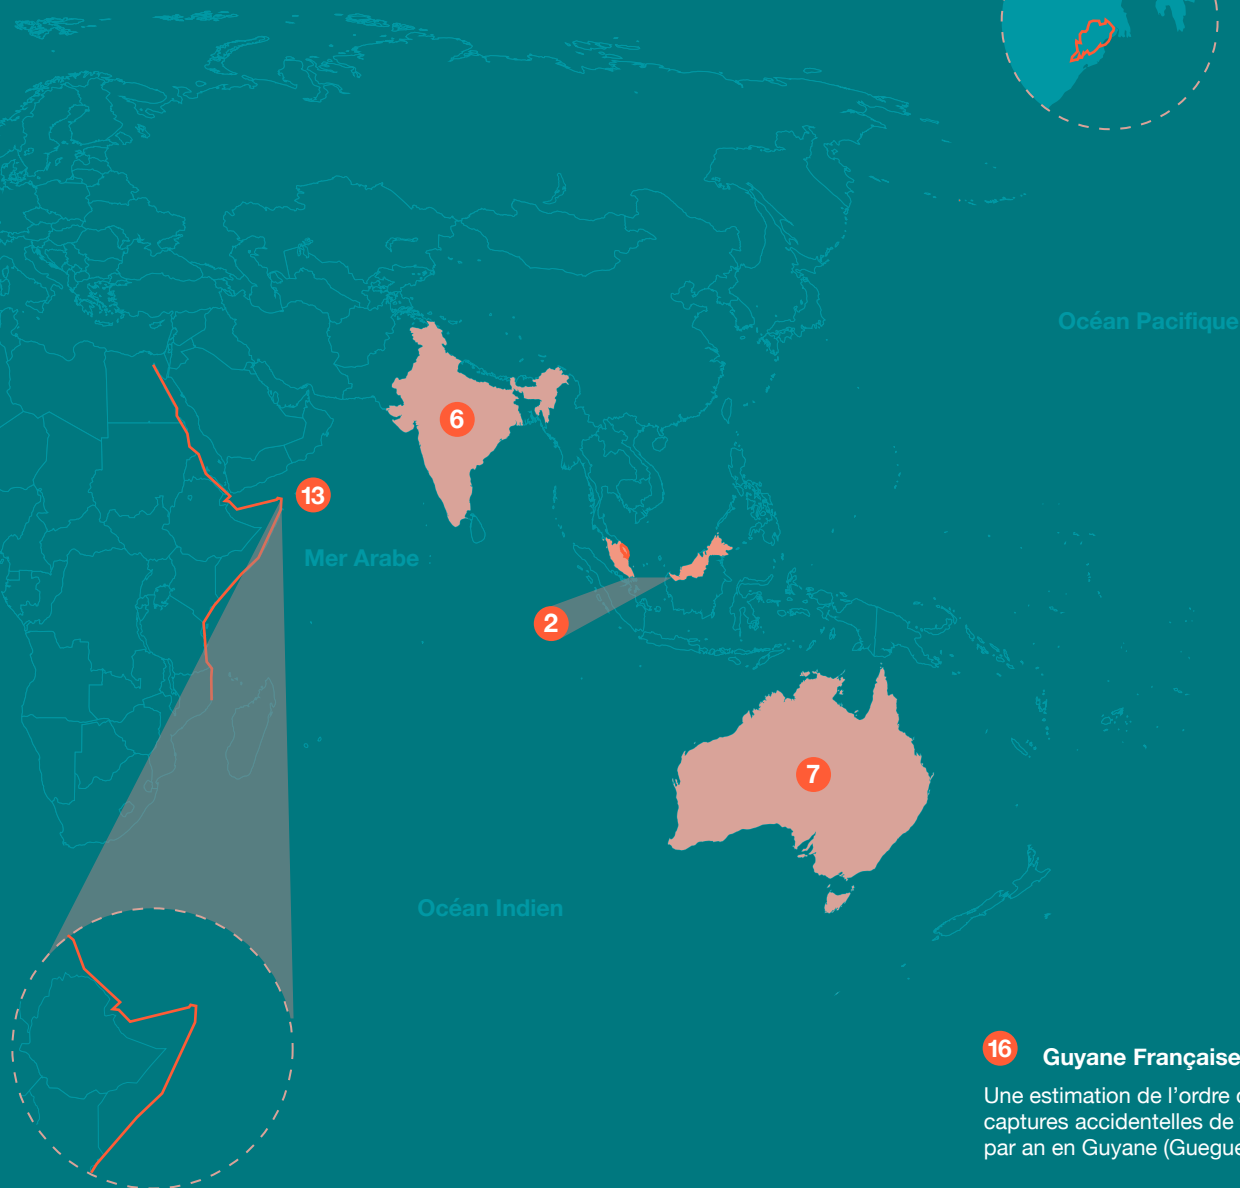 Océan Pacifique
6
13
Mer Arabe
2
7
Océan Indien
16 Guyane Française
Une estimation de l'ordre
captures accidentelles de
par an en Guyane